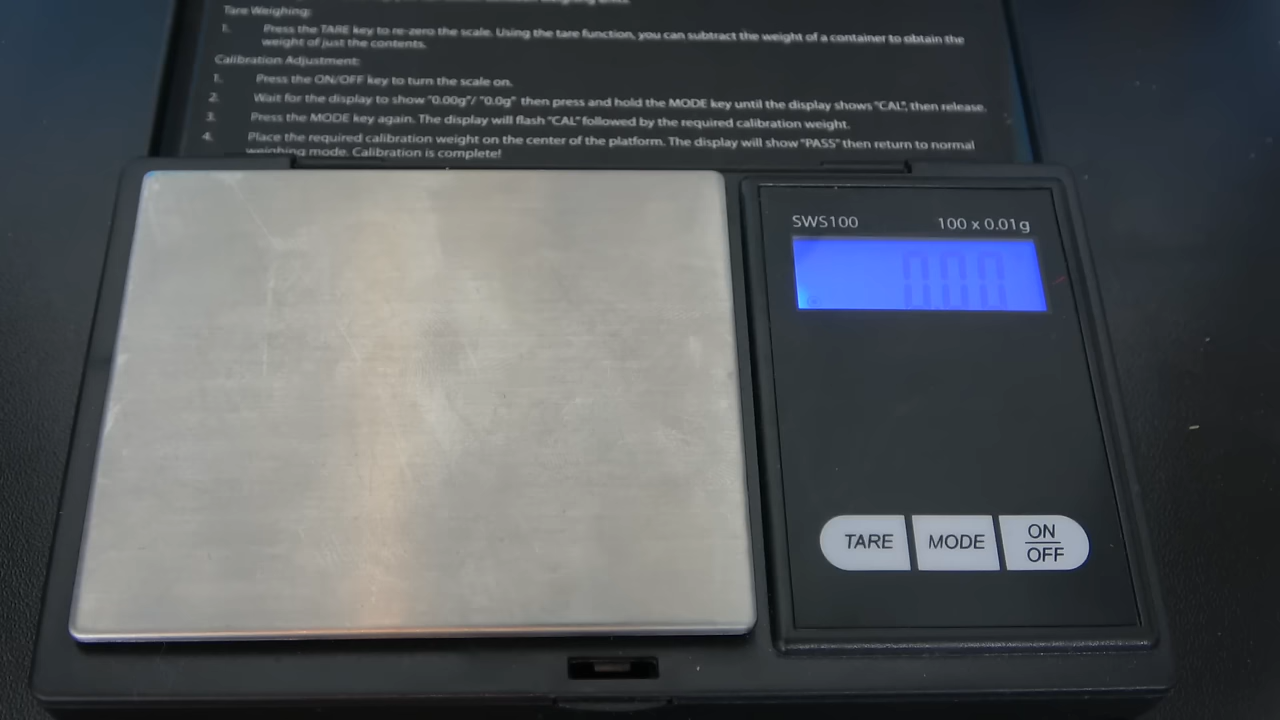 Tare Weighing:
1. Press the TARE key to re-zero the scale. Using the tare function, you can subtract the weight of a container to obtain the
weight of just the contents.
Calibration Adjustment:
1. Press the ON/OFF key to turn the scale on.
2. Wait for the display to show "0.00g"/ "0.0g" then press and hold the MODE key until the display shows "CAL", then release.
3. Press the MODE key again. The display will flash "CAL" followed by the required calibration weight.
4. Place the required calibration weight on the center of the platform. The display will show "PASS" then return to normal
weighing mode. Calibration is complete!
SWS100 100 x 0.01g
0.00
TARE MODE ON
OFF